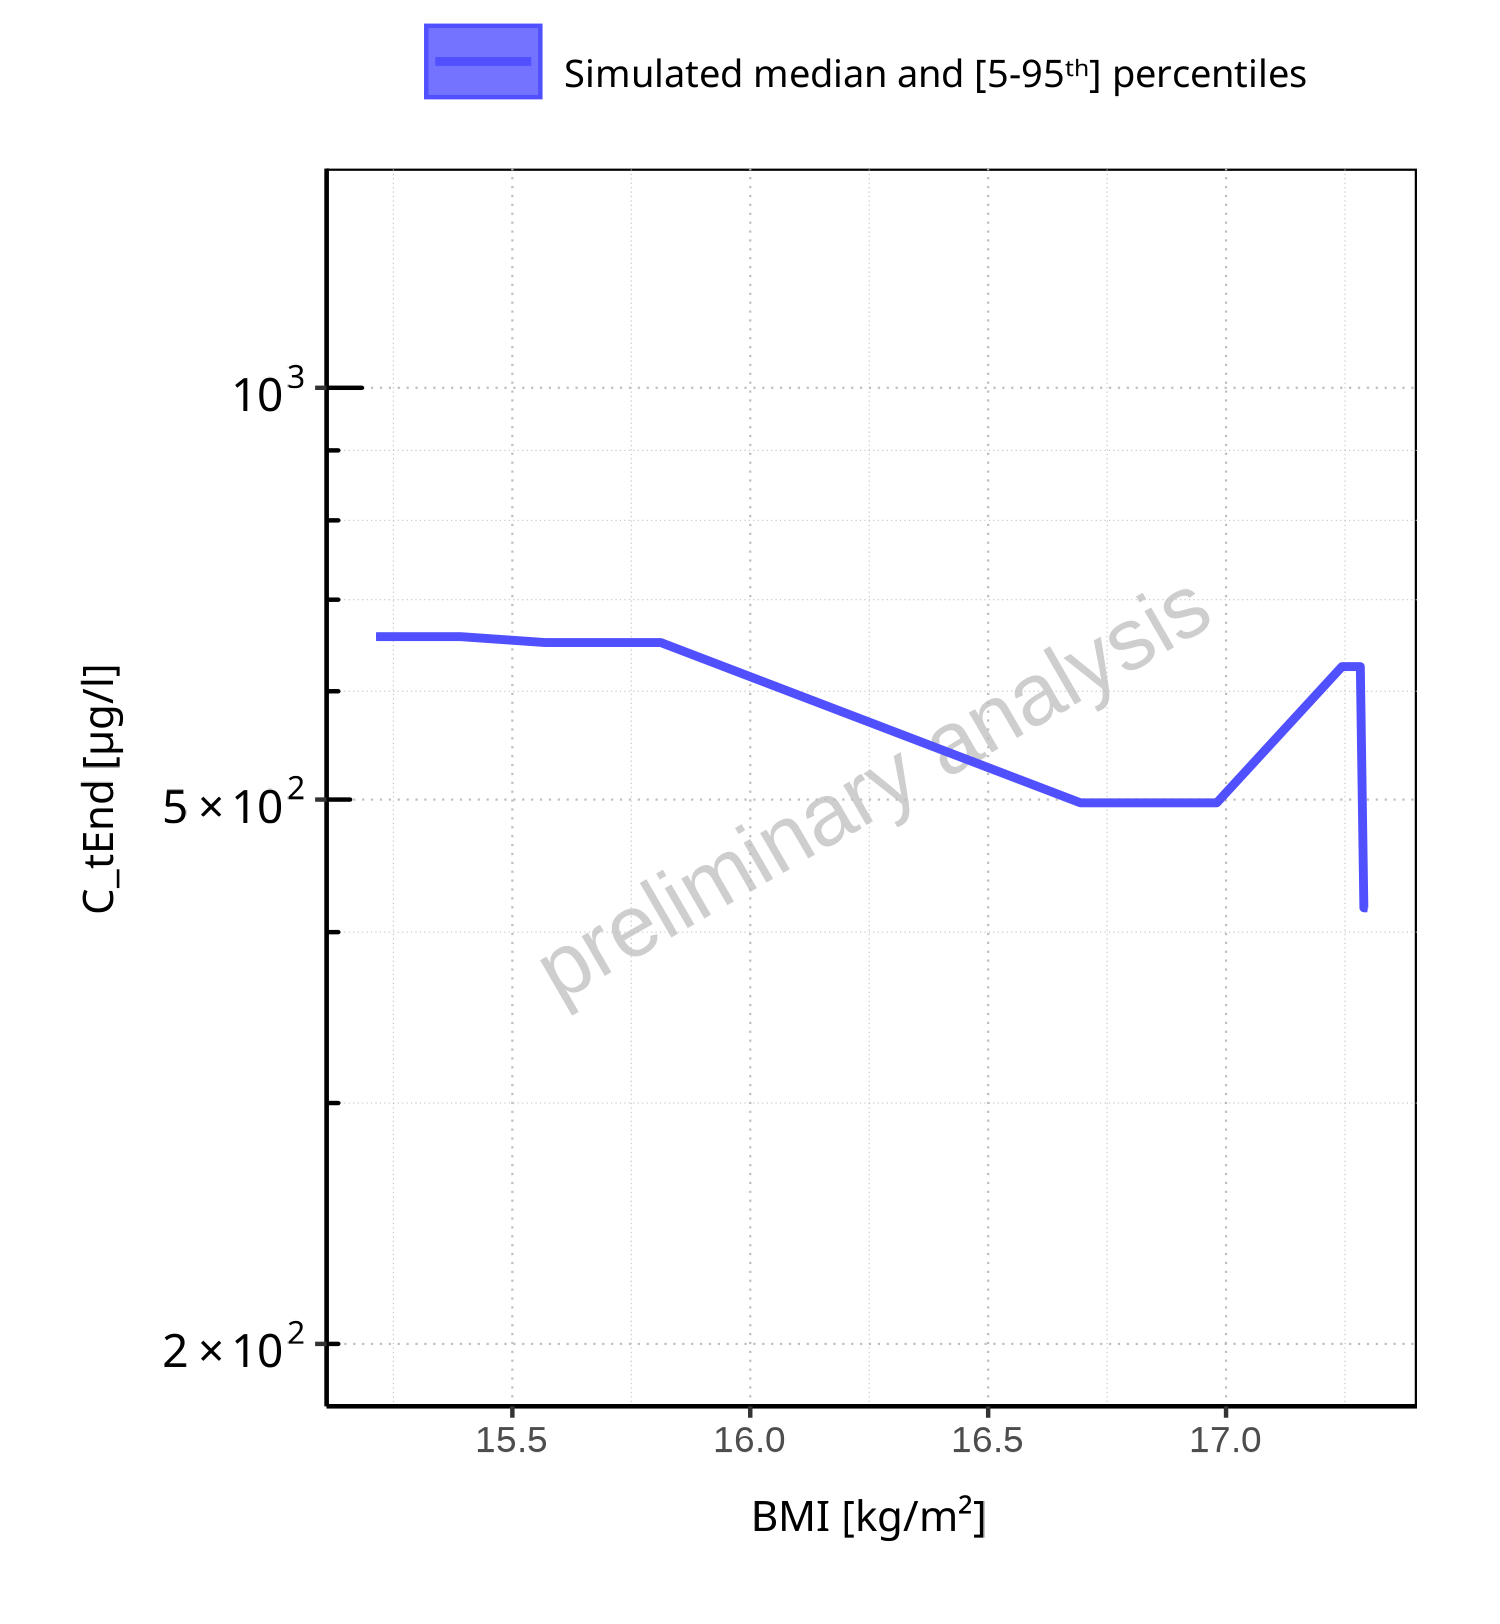 Simulated median and [5-95ᵗʰ] percentiles
10³
5 × 10²
2 × 10²
C_tEnd [µg/l]
preliminary analysis
15.5 16.0 16.5 17.0
BMI [kg/m²]